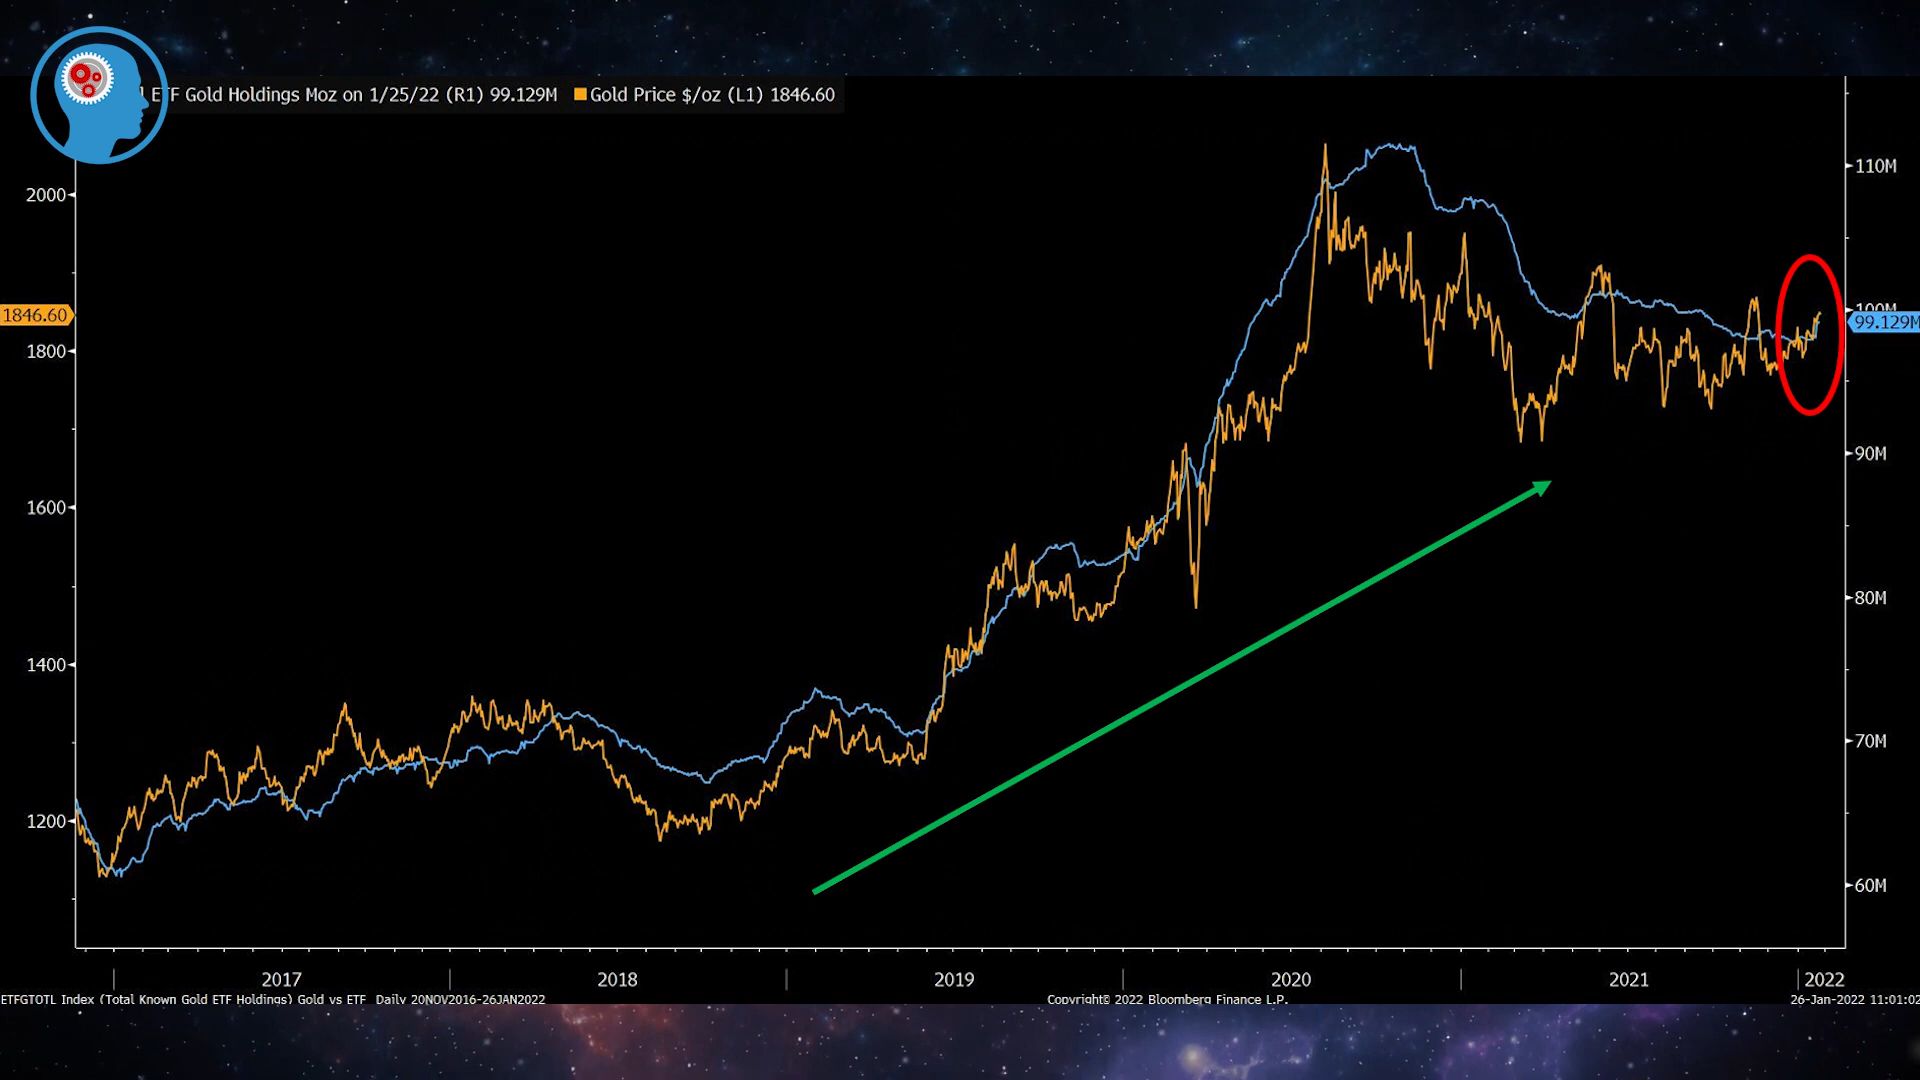 ETF Gold Holdings Moz on 1/25/22 (R1) 99.129M Gold Price $/oz (L1) 1846.60
2000
1846.60
1800
1600
1400
1200
110M
100M
99.129M
90M
80M
70M
60M
2017 2018 2019 2020 2021 2022
ETFGTOTL Index (Total Known Gold ETF Holdings) Gold vs ETF Daily 20NOV2016-26JAN2022 Copyright© 2022 Bloomberg Finance L.P. 26-Jan-2022 11:01:02